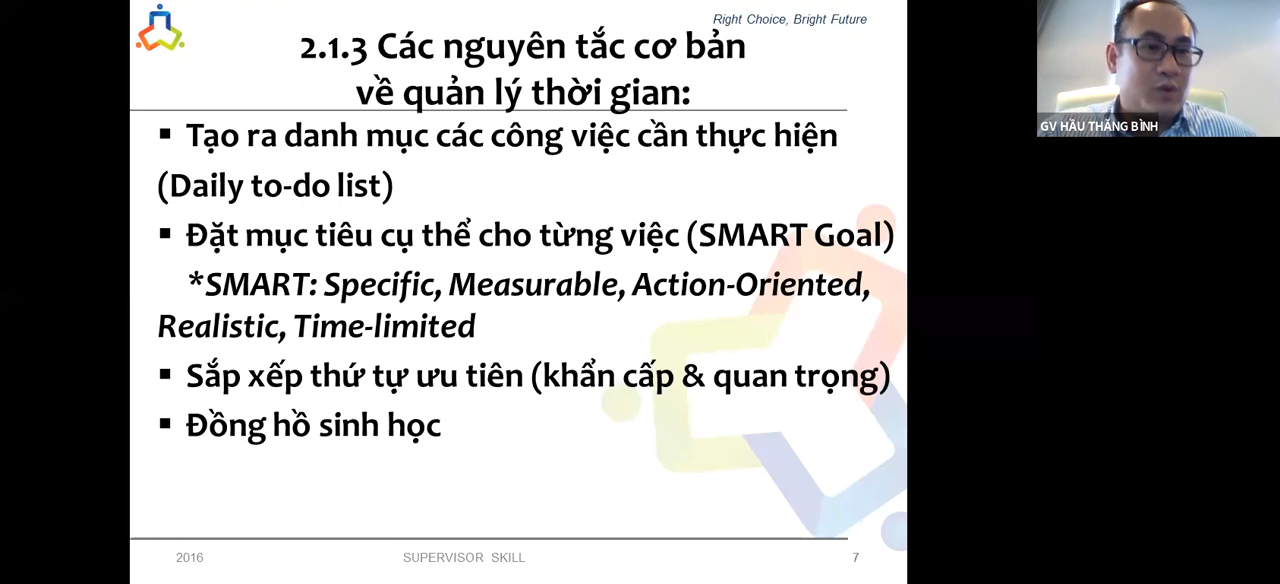 Right Choice, Bright Future
2.1.3 Các nguyên tắc cơ bản
về quản lý thời gian:
▪ Tạo ra danh mục các công việc cần thực hiện
(Daily to-do list)
▪ Đặt mục tiêu cụ thể cho từng việc (SMART Goal)
*SMART: Specific, Measurable, Action-Oriented,
Realistic, Time-limited
▪ Sắp xếp thứ tự ưu tiên (khẩn cấp & quan trọng)
▪ Đồng hồ sinh học
2016 SUPERVISOR SKILL 7
GV HẦU THĂNG BÌNH